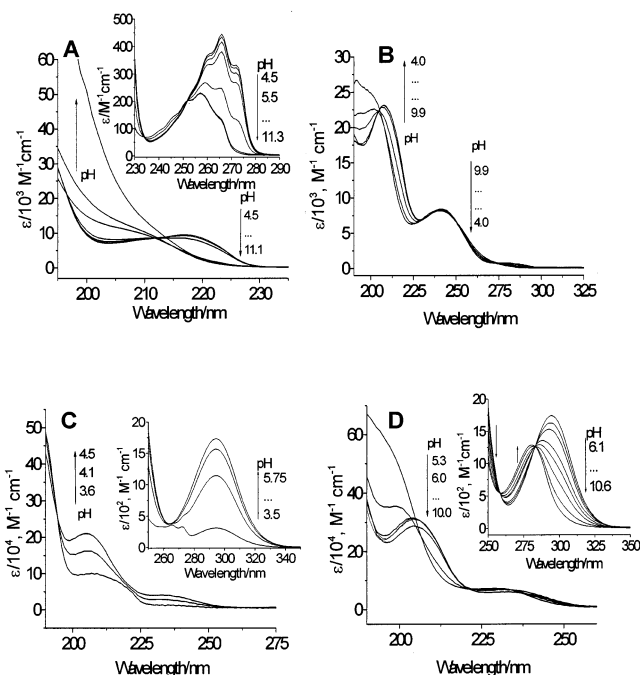 A
60
50
40
30
20
10
0
ε/10³ M⁻¹cm⁻¹
200 210 220 230
Wavelength/nm
pH
pH
4.5
...
11.1
500
400
300
200
100
0
ε/M⁻¹cm⁻¹
230 240 250 260 270 280 290
Wavelength/nm
pH
4.5
5.5
...
11.3
B
30
25
20
15
10
5
0
ε/10³ M⁻¹cm⁻¹
200 225 250 275 300 325
Wavelength/nm
4.0
...
...
9.9
pH
pH
9.9
...
...
4.0
C
50
40
30
20
10
0
ε/10⁴, M⁻¹ cm⁻¹
200 225 250 275
Wavelength/nm
4.5
4.1
3.6
pH
20
15
10
5
0
ε/10², M⁻¹ cm⁻¹
260 280 300 320 340
Wavelength/nm
pH
5.75
...
3.5
D
70
60
50
40
30
20
10
0
ε/10⁴, M⁻¹ cm⁻¹
200 225 250
Wavelength/nm
pH
5.3
6.0
...
10.0
20
15
10
5
0
ε/10², M⁻¹ cm⁻¹
250 275 300 325 350
Wavelength/nm
pH
6.1
...
10.6